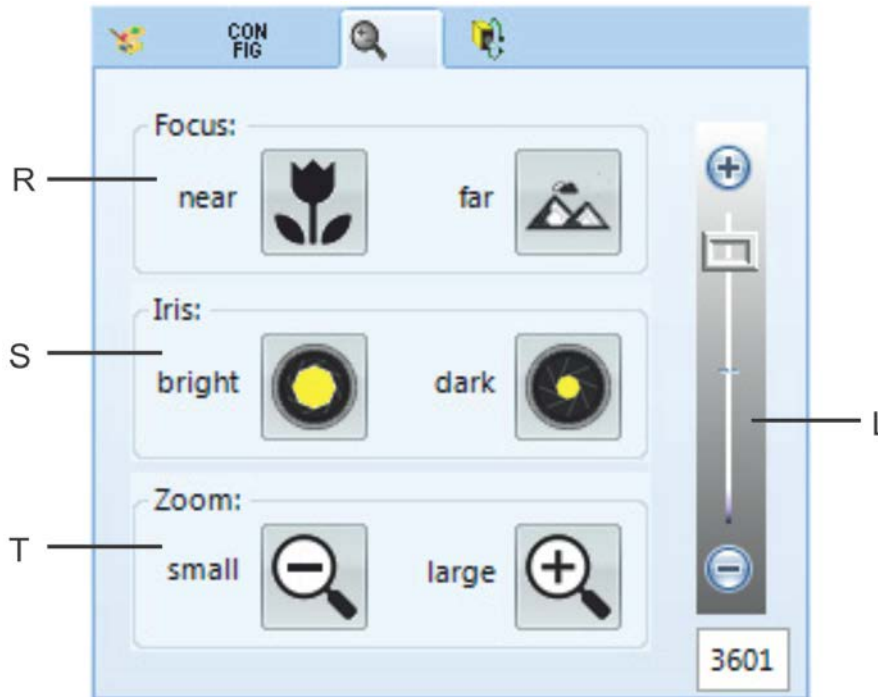 CON
FIG
Focus:
R
near
far
Iris:
S
bright
dark
L
Zoom:
T
small
large
3601